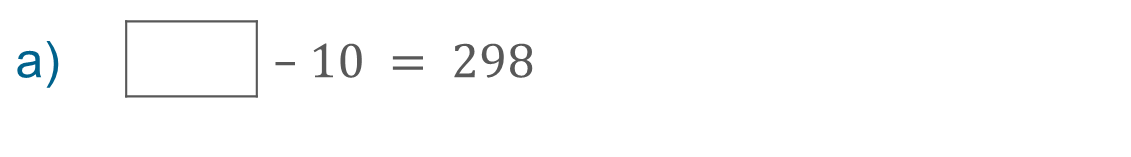 a) – 10 = 298